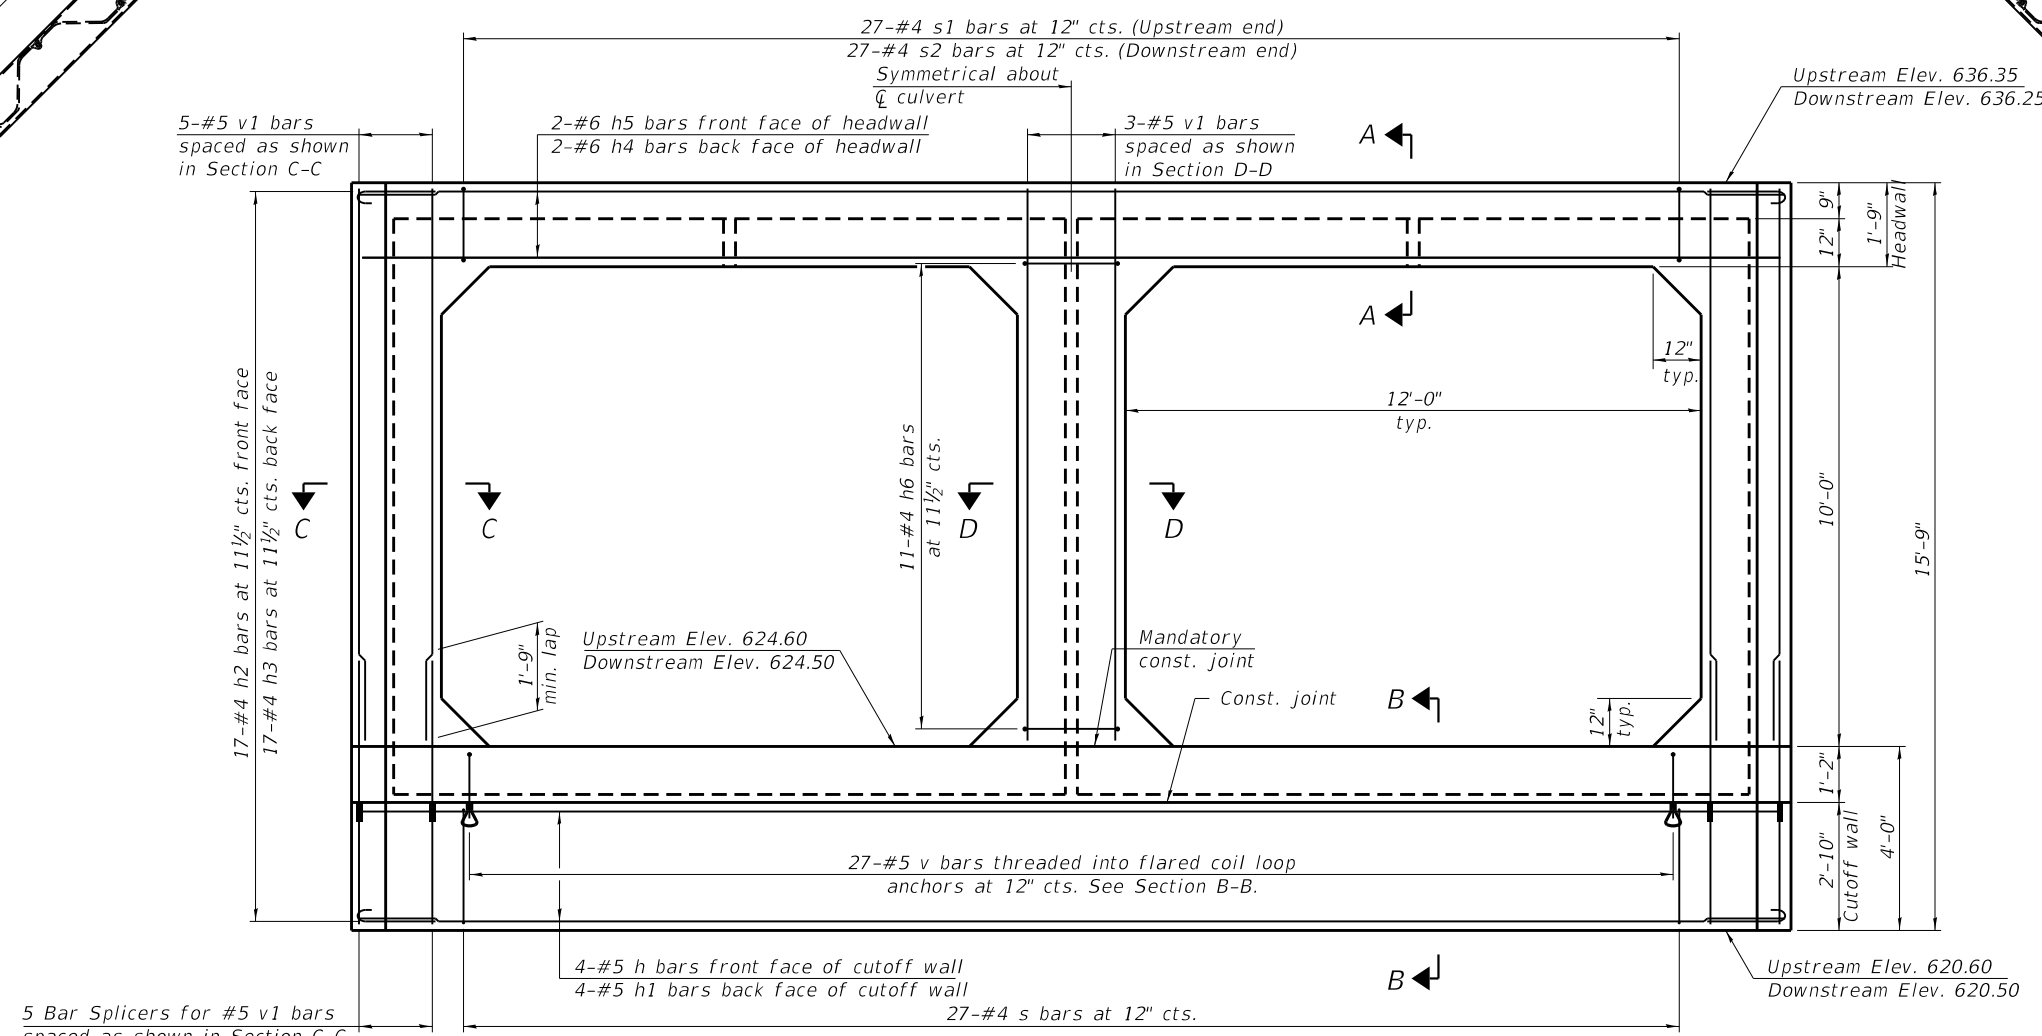 27-#4 s1 bars at 12" cts. (Upstream end)
27-#4 s2 bars at 12" cts. (Downstream end)
Symmetrical about
℄ culvert
Upstream Elev. 636.35
Downstream Elev. 636.25
5-#5 v1 bars
spaced as shown
in Section C-C
2-#6 h5 bars front face of headwall
2-#6 h4 bars back face of headwall
3-#5 v1 bars
spaced as shown
in Section D-D
A
A
9"
12"
1'-9"
Headwall
12"
typ.
12'-0"
typ.
17-#4 h2 bars at 11½" cts. front face
17-#4 h3 bars at 11½" cts. back face
11-#4 h6 bars
at 11½" cts.
C
C
D
D
10'-0"
15'-9"
1'-9"
min. lap
Upstream Elev. 624.60
Downstream Elev. 624.50
Mandatory
const. joint
Const. joint
B
12"
typ.
1'-2"
2'-10"
Cutoff wall
4'-0"
27-#5 v bars threaded into flared coil loop
anchors at 12" cts. See Section B-B.
4-#5 h bars front face of cutoff wall
4-#5 h1 bars back face of cutoff wall
B
Upstream Elev. 620.60
Downstream Elev. 620.50
5 Bar Splicers for #5 v1 bars
spaced as shown in Section C-C
27-#4 s bars at 12" cts.